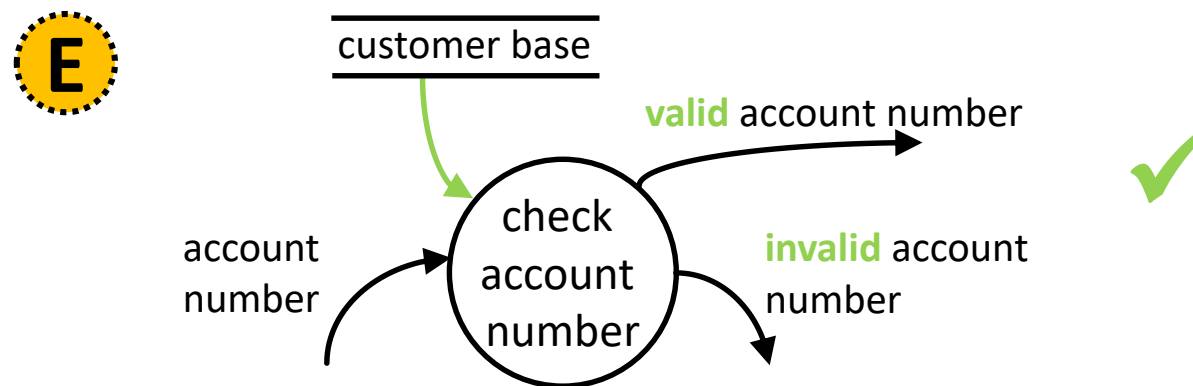 E
customer base
valid account number
account
number
check
account
number
invalid account
number